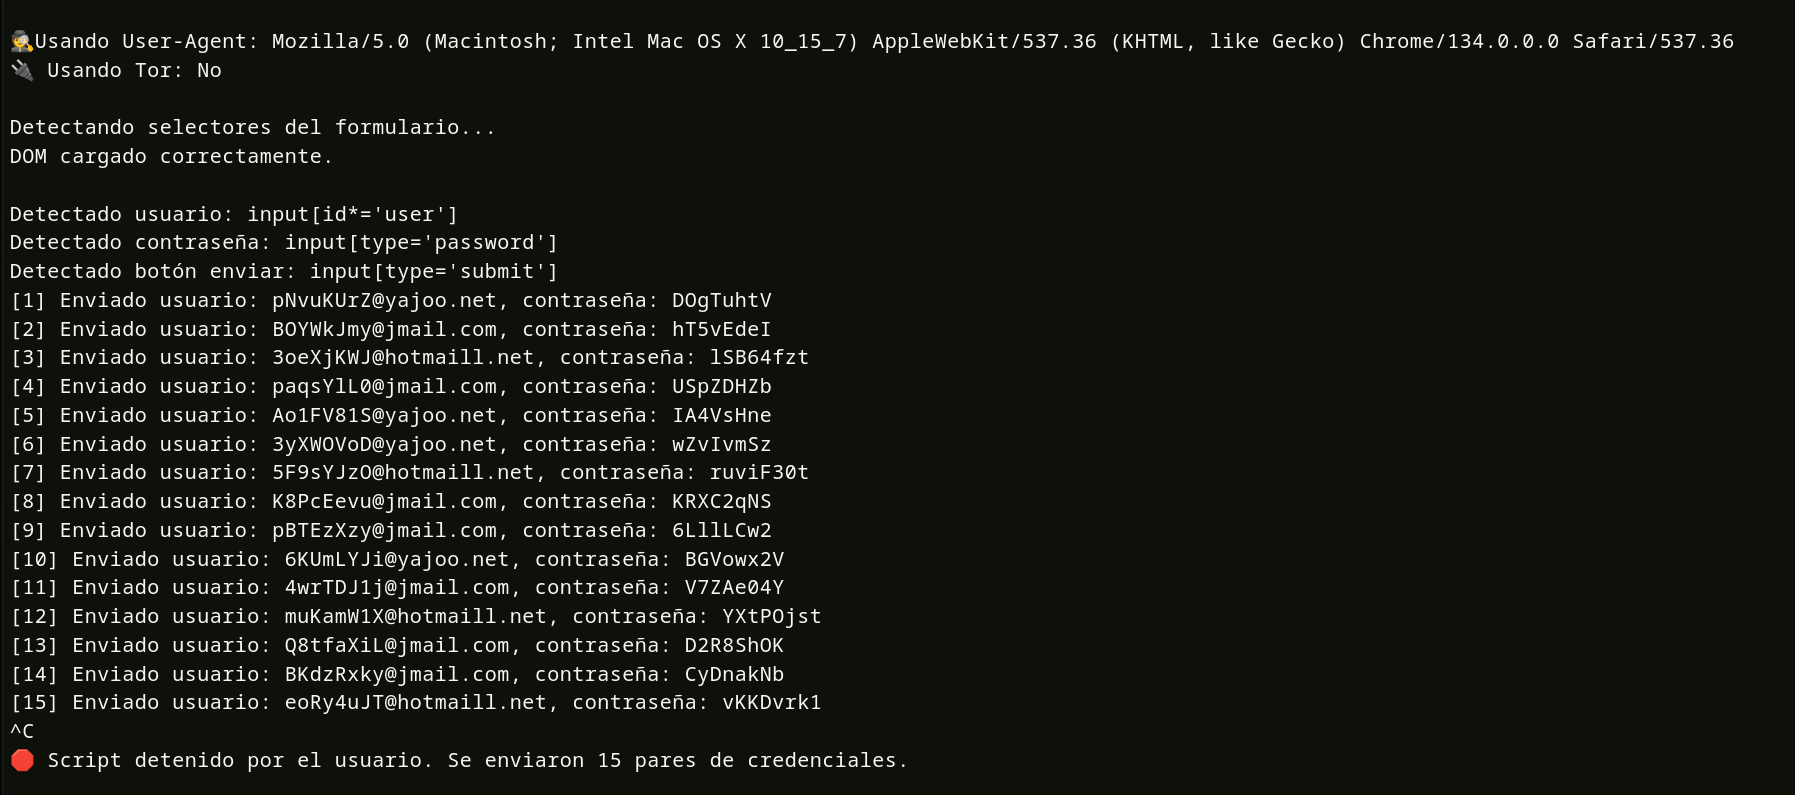 🕵️Usando User-Agent: Mozilla/5.0 (Macintosh; Intel Mac OS X 10_15_7) AppleWebKit/537.36 (KHTML, like Gecko) Chrome/134.0.0.0 Safari/537.36
🔌 Usando Tor: No
Detectando selectores del formulario...
DOM cargado correctamente.
Detectado usuario: input[id*='user']
Detectado contraseña: input[type='password']
Detectado botón enviar: input[type='submit']
[1] Enviado usuario: pNvuKUrZ@yajoo.net, contraseña: DOgTuhtV
[2] Enviado usuario: BOYWkJmy@jmail.com, contraseña: hT5vEdeI
[3] Enviado usuario: 3oeXjKWJ@hotmaill.net, contraseña: lSB64fzt
[4] Enviado usuario: paqsYlL0@jmail.com, contraseña: USpZDHZb
[5] Enviado usuario: Ao1FV81S@yajoo.net, contraseña: IA4VsHne
[6] Enviado usuario: 3yXWOVoD@yajoo.net, contraseña: wZvIvmSz
[7] Enviado usuario: 5F9sYJzO@hotmaill.net, contraseña: ruviF30t
[8] Enviado usuario: K8PcEevu@jmail.com, contraseña: KRXC2qNS
[9] Enviado usuario: pBTEzXzy@jmail.com, contraseña: 6LllLCw2
[10] Enviado usuario: 6KUmLYJi@yajoo.net, contraseña: BGVowx2V
[11] Enviado usuario: 4wrTDJ1j@jmail.com, contraseña: V7ZAe04Y
[12] Enviado usuario: muKamW1X@hotmaill.net, contraseña: YXtPOjst
[13] Enviado usuario: Q8tfaXiL@jmail.com, contraseña: D2R8ShOK
[14] Enviado usuario: BKdzRxky@jmail.com, contraseña: CyDnakNb
[15] Enviado usuario: eoRy4uJT@hotmaill.net, contraseña: vKKDvrk1
^C
🛑 Script detenido por el usuario. Se enviaron 15 pares de credenciales.